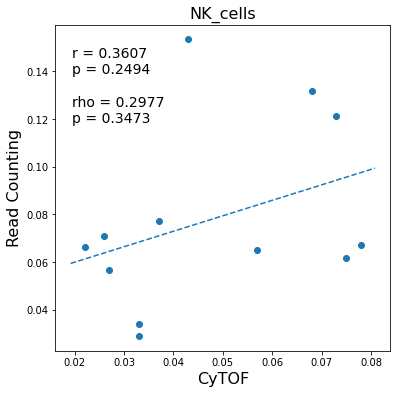 NK_cells
r = 0.3607
p = 0.2494
rho = 0.2977
p = 0.3473
Read Counting
0.14
0.12
0.10
0.08
0.06
0.04
0.02 0.03 0.04 0.05 0.06 0.07 0.08
CyTOF